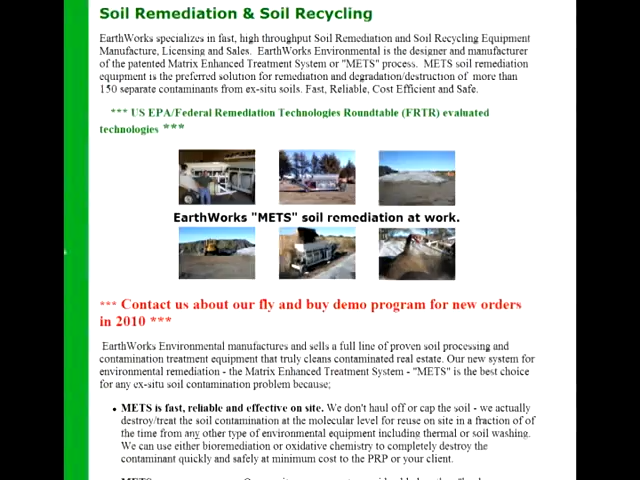 Soil Remediation & Soil Recycling
EarthWorks specializes in fast, high throughput Soil Remediation and Soil Recycling Equipment
Manufacture, Licensing and Sales. EarthWorks Environmental is the designer and manufacturer
of the patented Matrix Enhanced Treatment System or "METS" process. METS soil remediation
equipment is the preferred solution for remediation and degradation/destruction of more than
150 separate contaminants from ex-situ soils. Fast, Reliable, Cost Efficient and Safe.
*** US EPA/Federal Remediation Technologies Roundtable (FRTR) evaluated
technologies ***
EarthWorks "METS" soil remediation at work.
*** Contact us about our fly and buy demo program for new orders
in 2010 ***
EarthWorks Environmental manufactures and sells a full line of proven soil processing and
contamination treatment equipment that truly cleans contaminated real estate. Our new system for
environmental remediation - the Matrix Enhanced Treatment System - "METS" is the best choice
for any ex-situ soil contamination problem because;
• METS is fast, reliable and effective on site. We don't haul off or cap the soil - we actually
destroy/treat the soil contamination at the molecular level for reuse on site in a fraction of of
the time from any other type of environmental equipment including thermal or soil washing.
We can use either bioremediation or oxidative chemistry to completely destroy the
contaminant quickly and safely at minimum cost to the PRP or your client.